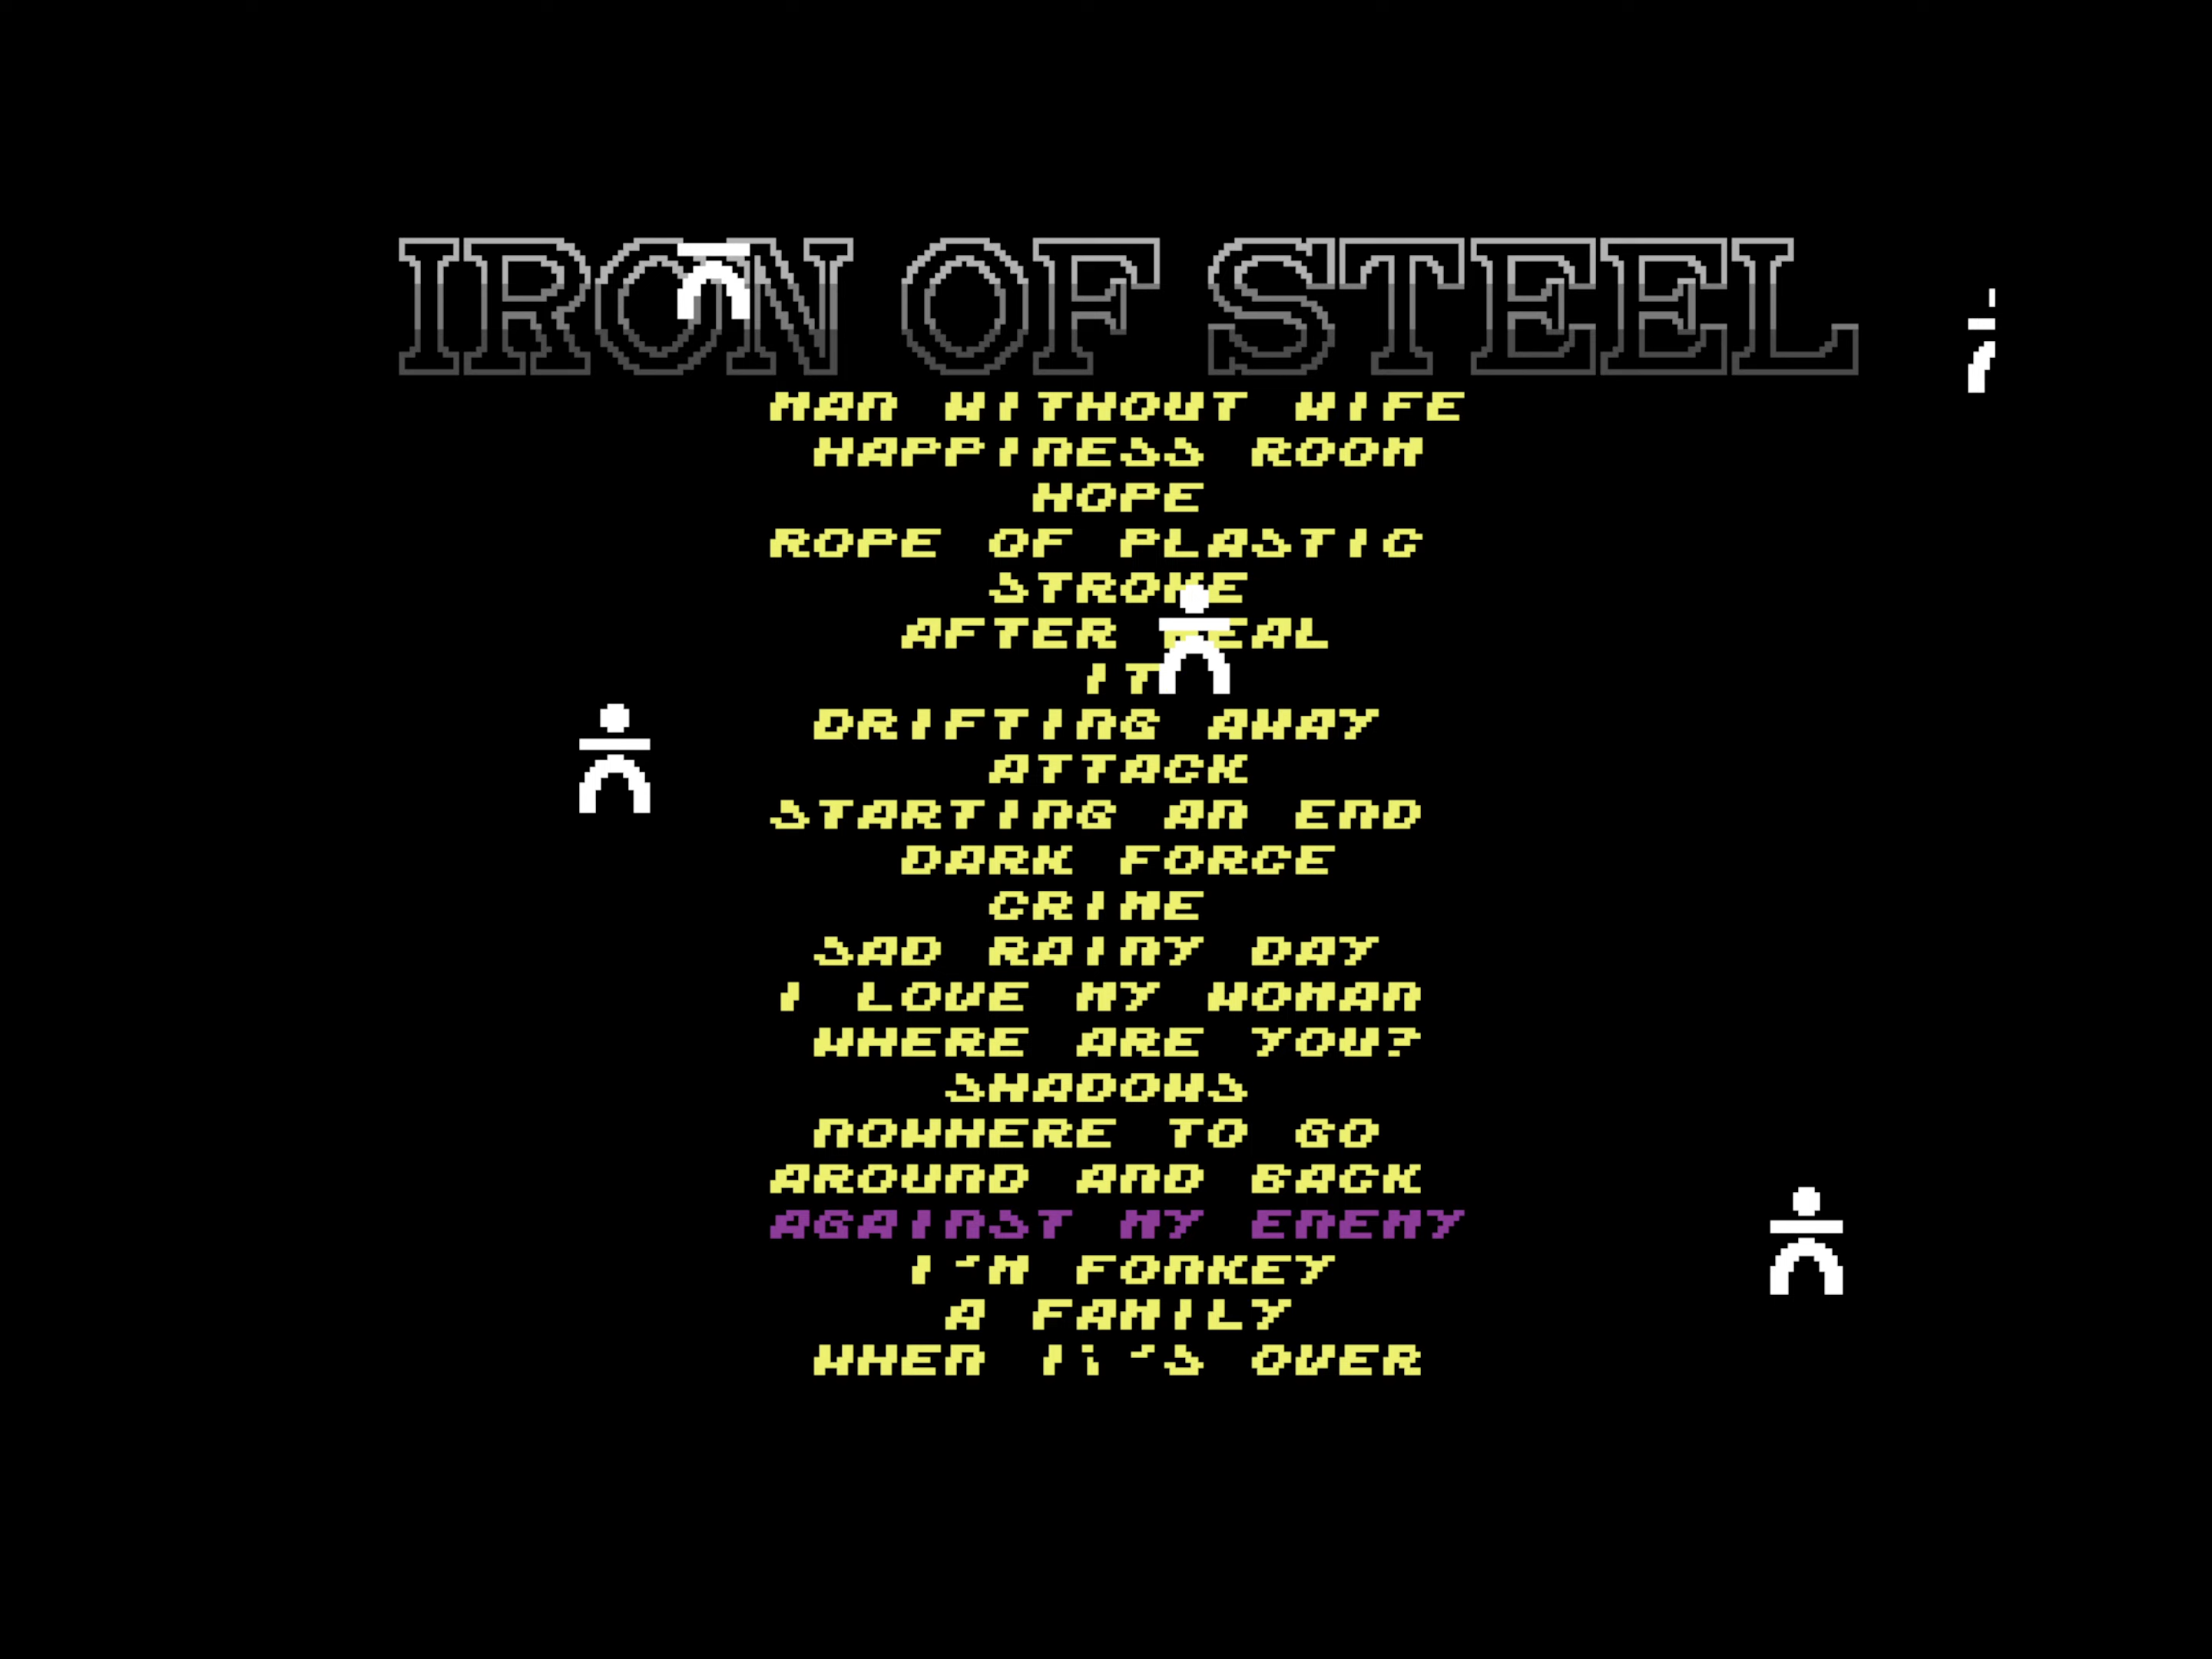 IRON OF STEEL
MAN WITHOUT WIFE
HAPPINESS ROOM
HOPE
ROPE OF PLASTIC
STROKE
AFTER
IT
DRIFTING AWAY
ATTACK
STARTING AN END
DARK FORCE
CRIME
SAD RAINY DAY
I LOVE MY WOMAN
WHERE ARE YOU?
SHADOWS
NOWHERE TO GO
AROUND AND BACK
AGAINST MY ENEMY
I'M FONKEY
A FAMILY
WHEN OVER